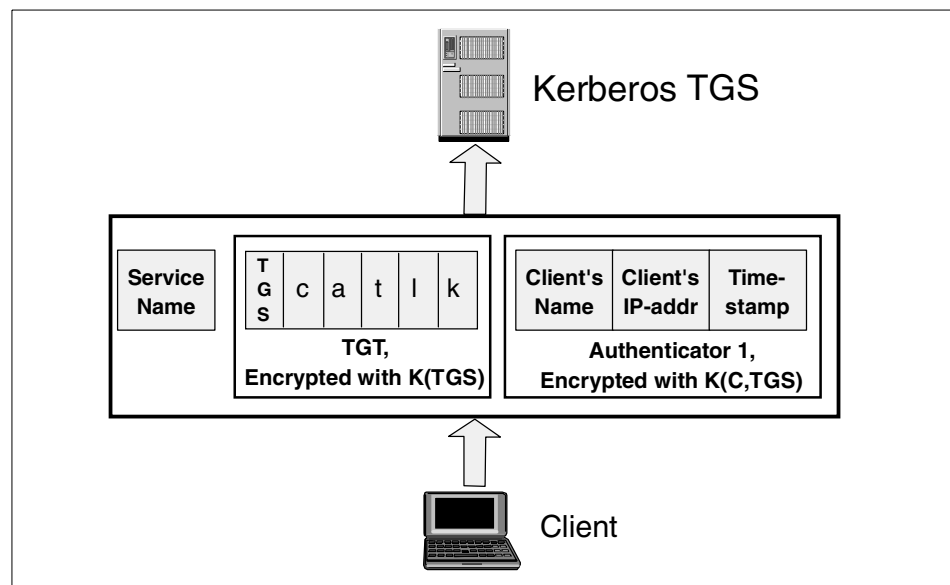 Kerberos TGS
Service
Name
T
G
S
c a t l k
TGT,
Encrypted with K(TGS)
Client's
Name
Client's
IP-addr
Time-
stamp
Authenticator 1,
Encrypted with K(C,TGS)
Client